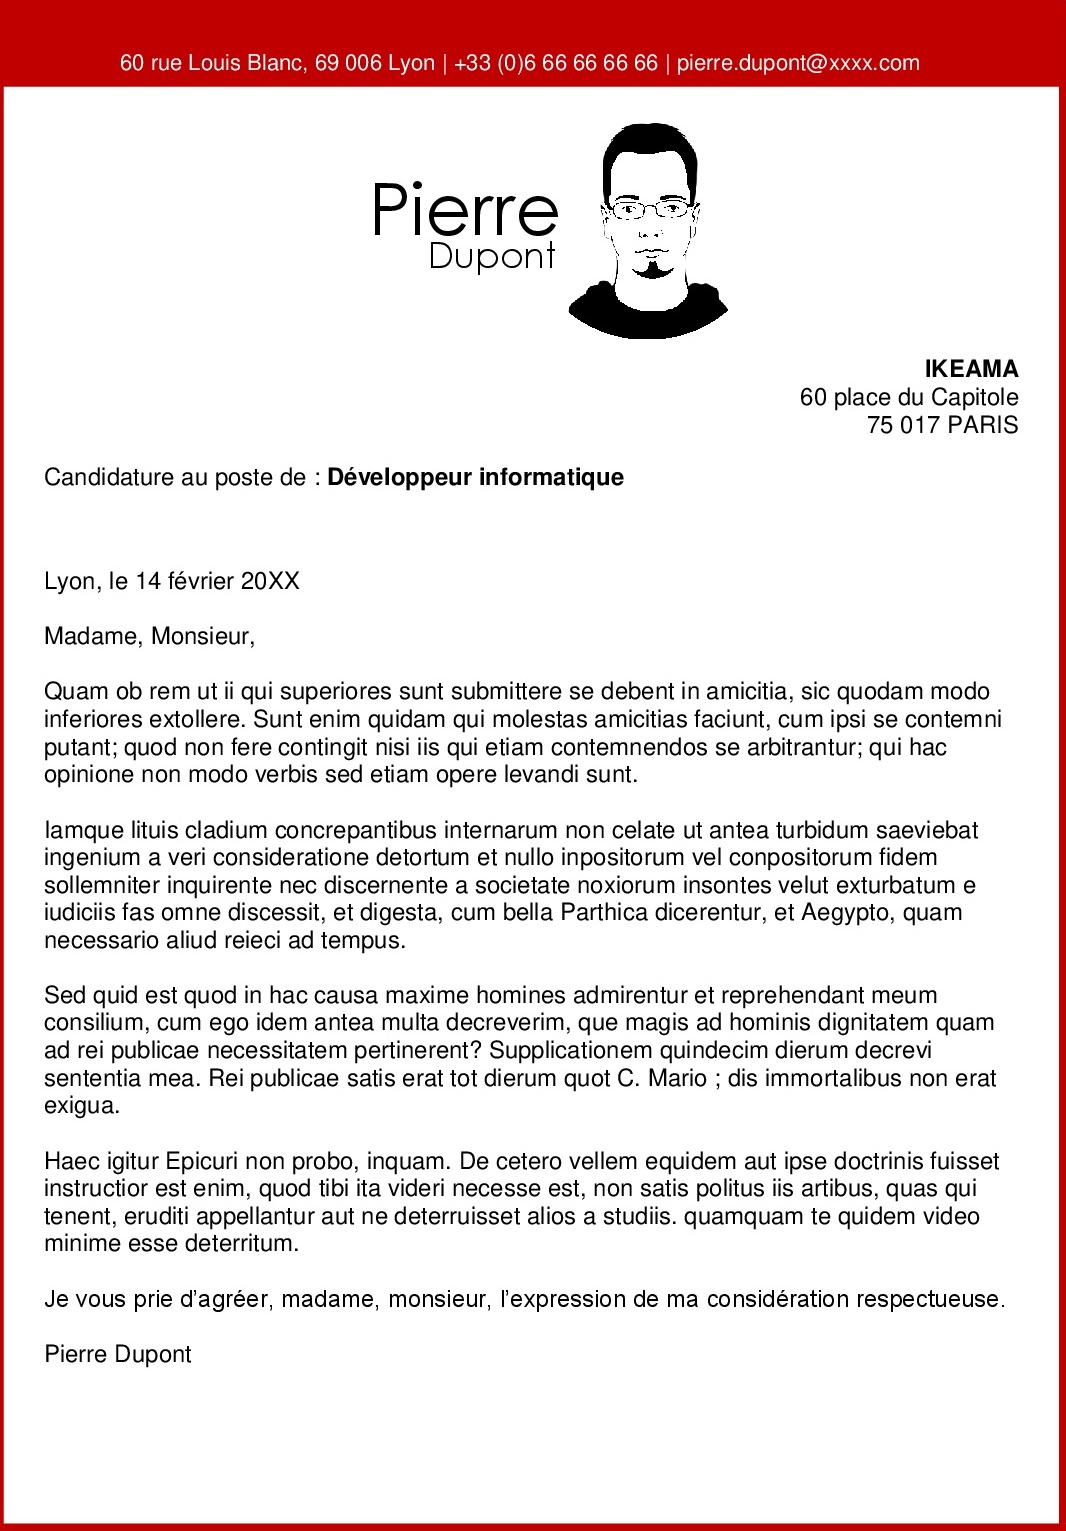 60 rue Louis Blanc, 69 006 Lyon | +33 (0)6 66 66 66 66 | pierre.dupont@xxxx.com
Pierre
Dupont
IKEAMA
60 place du Capitole
75 017 PARIS
Candidature au poste de : Développeur informatique
Lyon, le 14 février 20XX
Madame, Monsieur,
Quam ob rem ut ii qui superiores sunt submittere se debent in amicitia, sic quodam modo
inferiores extollere. Sunt enim quidam qui molestas amicitias faciunt, cum ipsi se contemni
putant; quod non fere contingit nisi iis qui etiam contemnendos se arbitrantur; qui hac
opinione non modo verbis sed etiam opere levandi sunt.
Iamque lituis cladium concrepantibus internarum non celate ut antea turbidum saeviebat
ingenium a veri consideratione detortum et nullo inpositorum vel conpositorum fidem
sollemniter inquirente nec discernente a societate noxiorum insontes velut exturbatum e
iudiciis fas omne discessit, et digesta, cum bella Parthica dicerentur, et Aegypto, quam
necessario aliud reieci ad tempus.
Sed quid est quod in hac causa maxime homines admirentur et reprehendant meum
consilium, cum ego idem antea multa decreverim, que magis ad hominis dignitatem quam
ad rei publicae necessitatem pertinerent? Supplicationem quindecim dierum decrevi
sententia mea. Rei publicae satis erat tot dierum quot C. Mario ; dis immortalibus non erat
exigua.
Haec igitur Epicuri non probo, inquam. De cetero vellem equidem aut ipse doctrinis fuisset
instructior est enim, quod tibi ita videri necesse est, non satis politus iis artibus, quas qui
tenent, eruditi appellantur aut ne deterruisset alios a studiis. quamquam te quidem video
minime esse deterritum.
Je vous prie d’agréer, madame, monsieur, l’expression de ma considération respectueuse.
Pierre Dupont